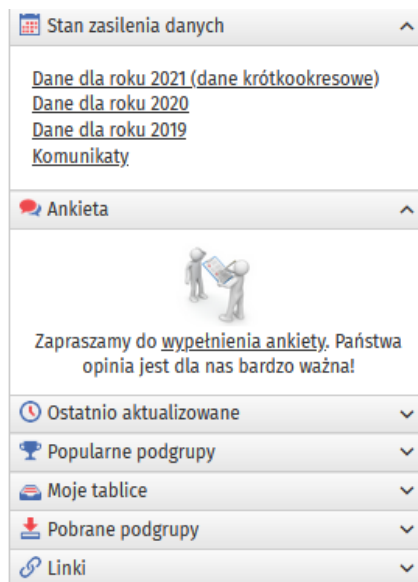 Stan zasilenia danych
Dane dla roku 2021 (dane krótkookresowe)
Dane dla roku 2020
Dane dla roku 2019
Komunikaty
Ankieta
Zapraszamy do wypełnienia ankiety. Państwa
opinia jest dla nas bardzo ważna!
Ostatnio aktualizowane
Popularne podgrupy
Moje tablice
Pobrane podgrupy
Linki